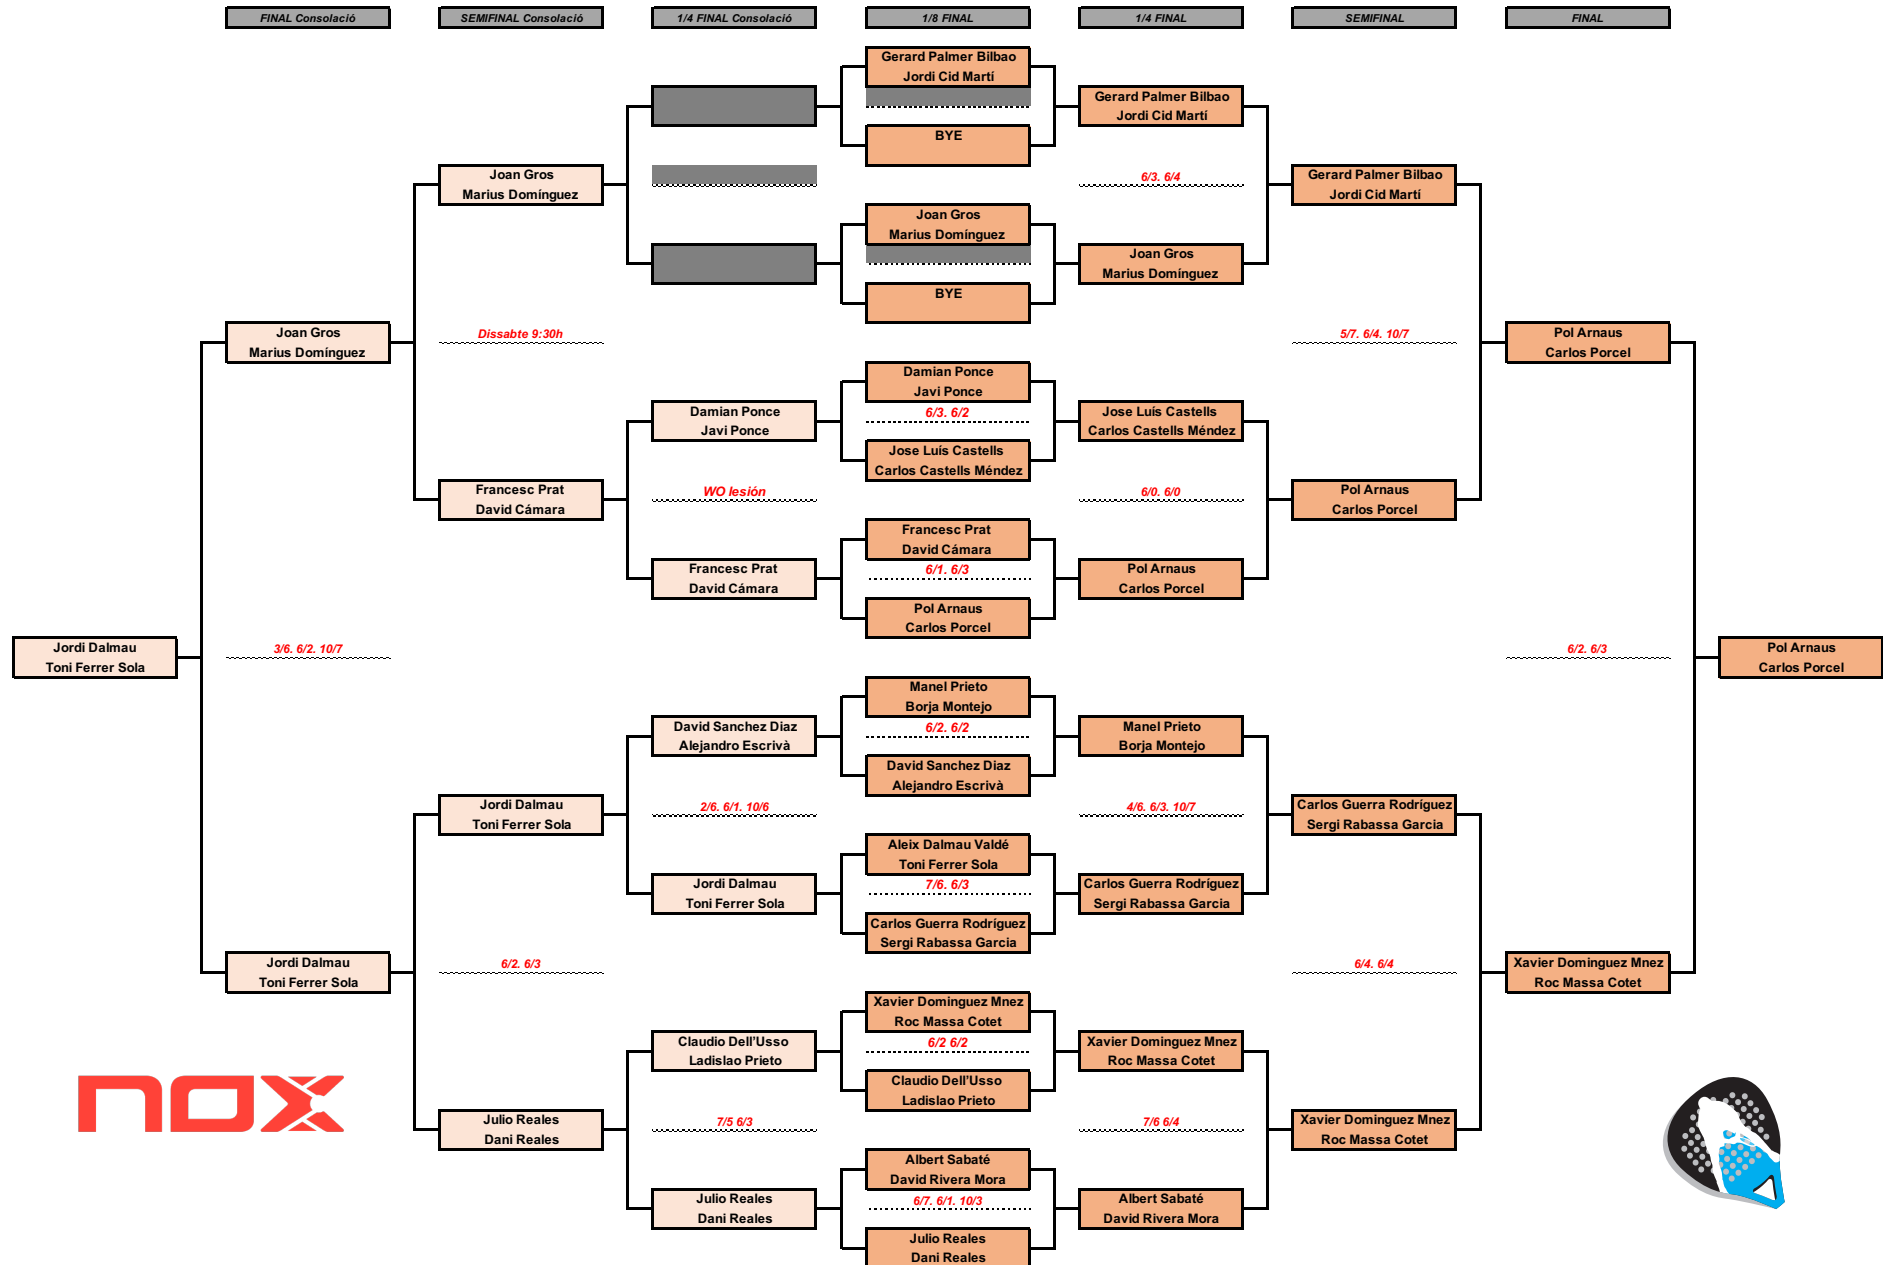 FINAL Consolació
SEMIFINAL Consolació
1/4 FINAL Consolació
1/8 FINAL
1/4 FINAL
SEMIFINAL
FINAL
Jordi Dalmau
Toni Ferrer Sola
Joan Gros
Marius Domínguez
3/6. 6/2. 10/7
Jordi Dalmau
Toni Ferrer Sola
Joan Gros
Marius Domínguez
Dissabte 9:30h
Francesc Prat
David Cámara
Jordi Dalmau
Toni Ferrer Sola
6/2. 6/3
Julio Reales
Dani Reales
Damian Ponce
Javi Ponce
WO lesión
Francesc Prat
David Cámara
David Sanchez Diaz
Alejandro Escrivà
2/6. 6/1. 10/6
Jordi Dalmau
Toni Ferrer Sola
Claudio Dell'Usso
Ladislao Prieto
7/5 6/3
Julio Reales
Dani Reales
Gerard Palmer Bilbao
Jordi Cid Martí
BYE
Joan Gros
Marius Domínguez
BYE
Damian Ponce
Javi Ponce
6/3. 6/2
Jose Luís Castells
Carlos Castells Méndez
Francesc Prat
David Cámara
6/1. 6/3
Pol Arnaus
Carlos Porcel
Manel Prieto
Borja Montejo
6/2. 6/2
David Sanchez Diaz
Alejandro Escrivà
Aleix Dalmau Valdé
Toni Ferrer Sola
7/6. 6/3
Carlos Guerra Rodríguez
Sergi Rabassa Garcia
Xavier Dominguez Mnez
Roc Massa Cotet
6/2 6/2
Claudio Dell'Usso
Ladislao Prieto
Albert Sabaté
David Rivera Mora
6/7. 6/1. 10/3
Julio Reales
Dani Reales
Gerard Palmer Bilbao
Jordi Cid Martí
6/3. 6/4
Joan Gros
Marius Domínguez
Jose Luís Castells
Carlos Castells Méndez
6/0. 6/0
Pol Arnaus
Carlos Porcel
Manel Prieto
Borja Montejo
4/6. 6/3. 10/7
Carlos Guerra Rodríguez
Sergi Rabassa Garcia
Xavier Dominguez Mnez
Roc Massa Cotet
7/6 6/4
Albert Sabaté
David Rivera Mora
Gerard Palmer Bilbao
Jordi Cid Martí
5/7. 6/4. 10/7
Pol Arnaus
Carlos Porcel
Carlos Guerra Rodríguez
Sergi Rabassa Garcia
6/4. 6/4
Xavier Dominguez Mnez
Roc Massa Cotet
Pol Arnaus
Carlos Porcel
6/2. 6/3
Xavier Dominguez Mnez
Roc Massa Cotet
Pol Arnaus
Carlos Porcel
nox